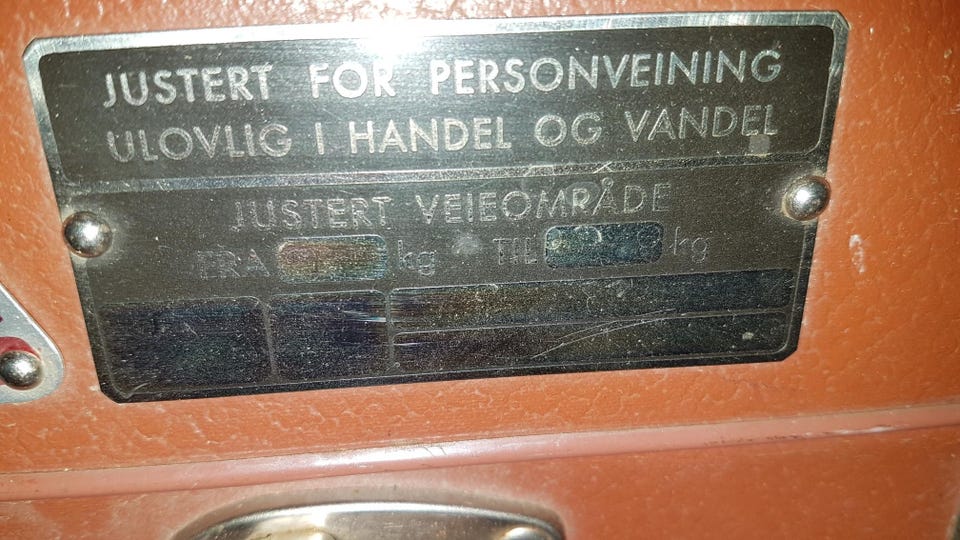 JUSTERT FOR PERSONVEINING
ULOVLIG I HANDEL OG VANDEL
JUSTERT VEIEOMRÅDE
FRA kg TIL kg